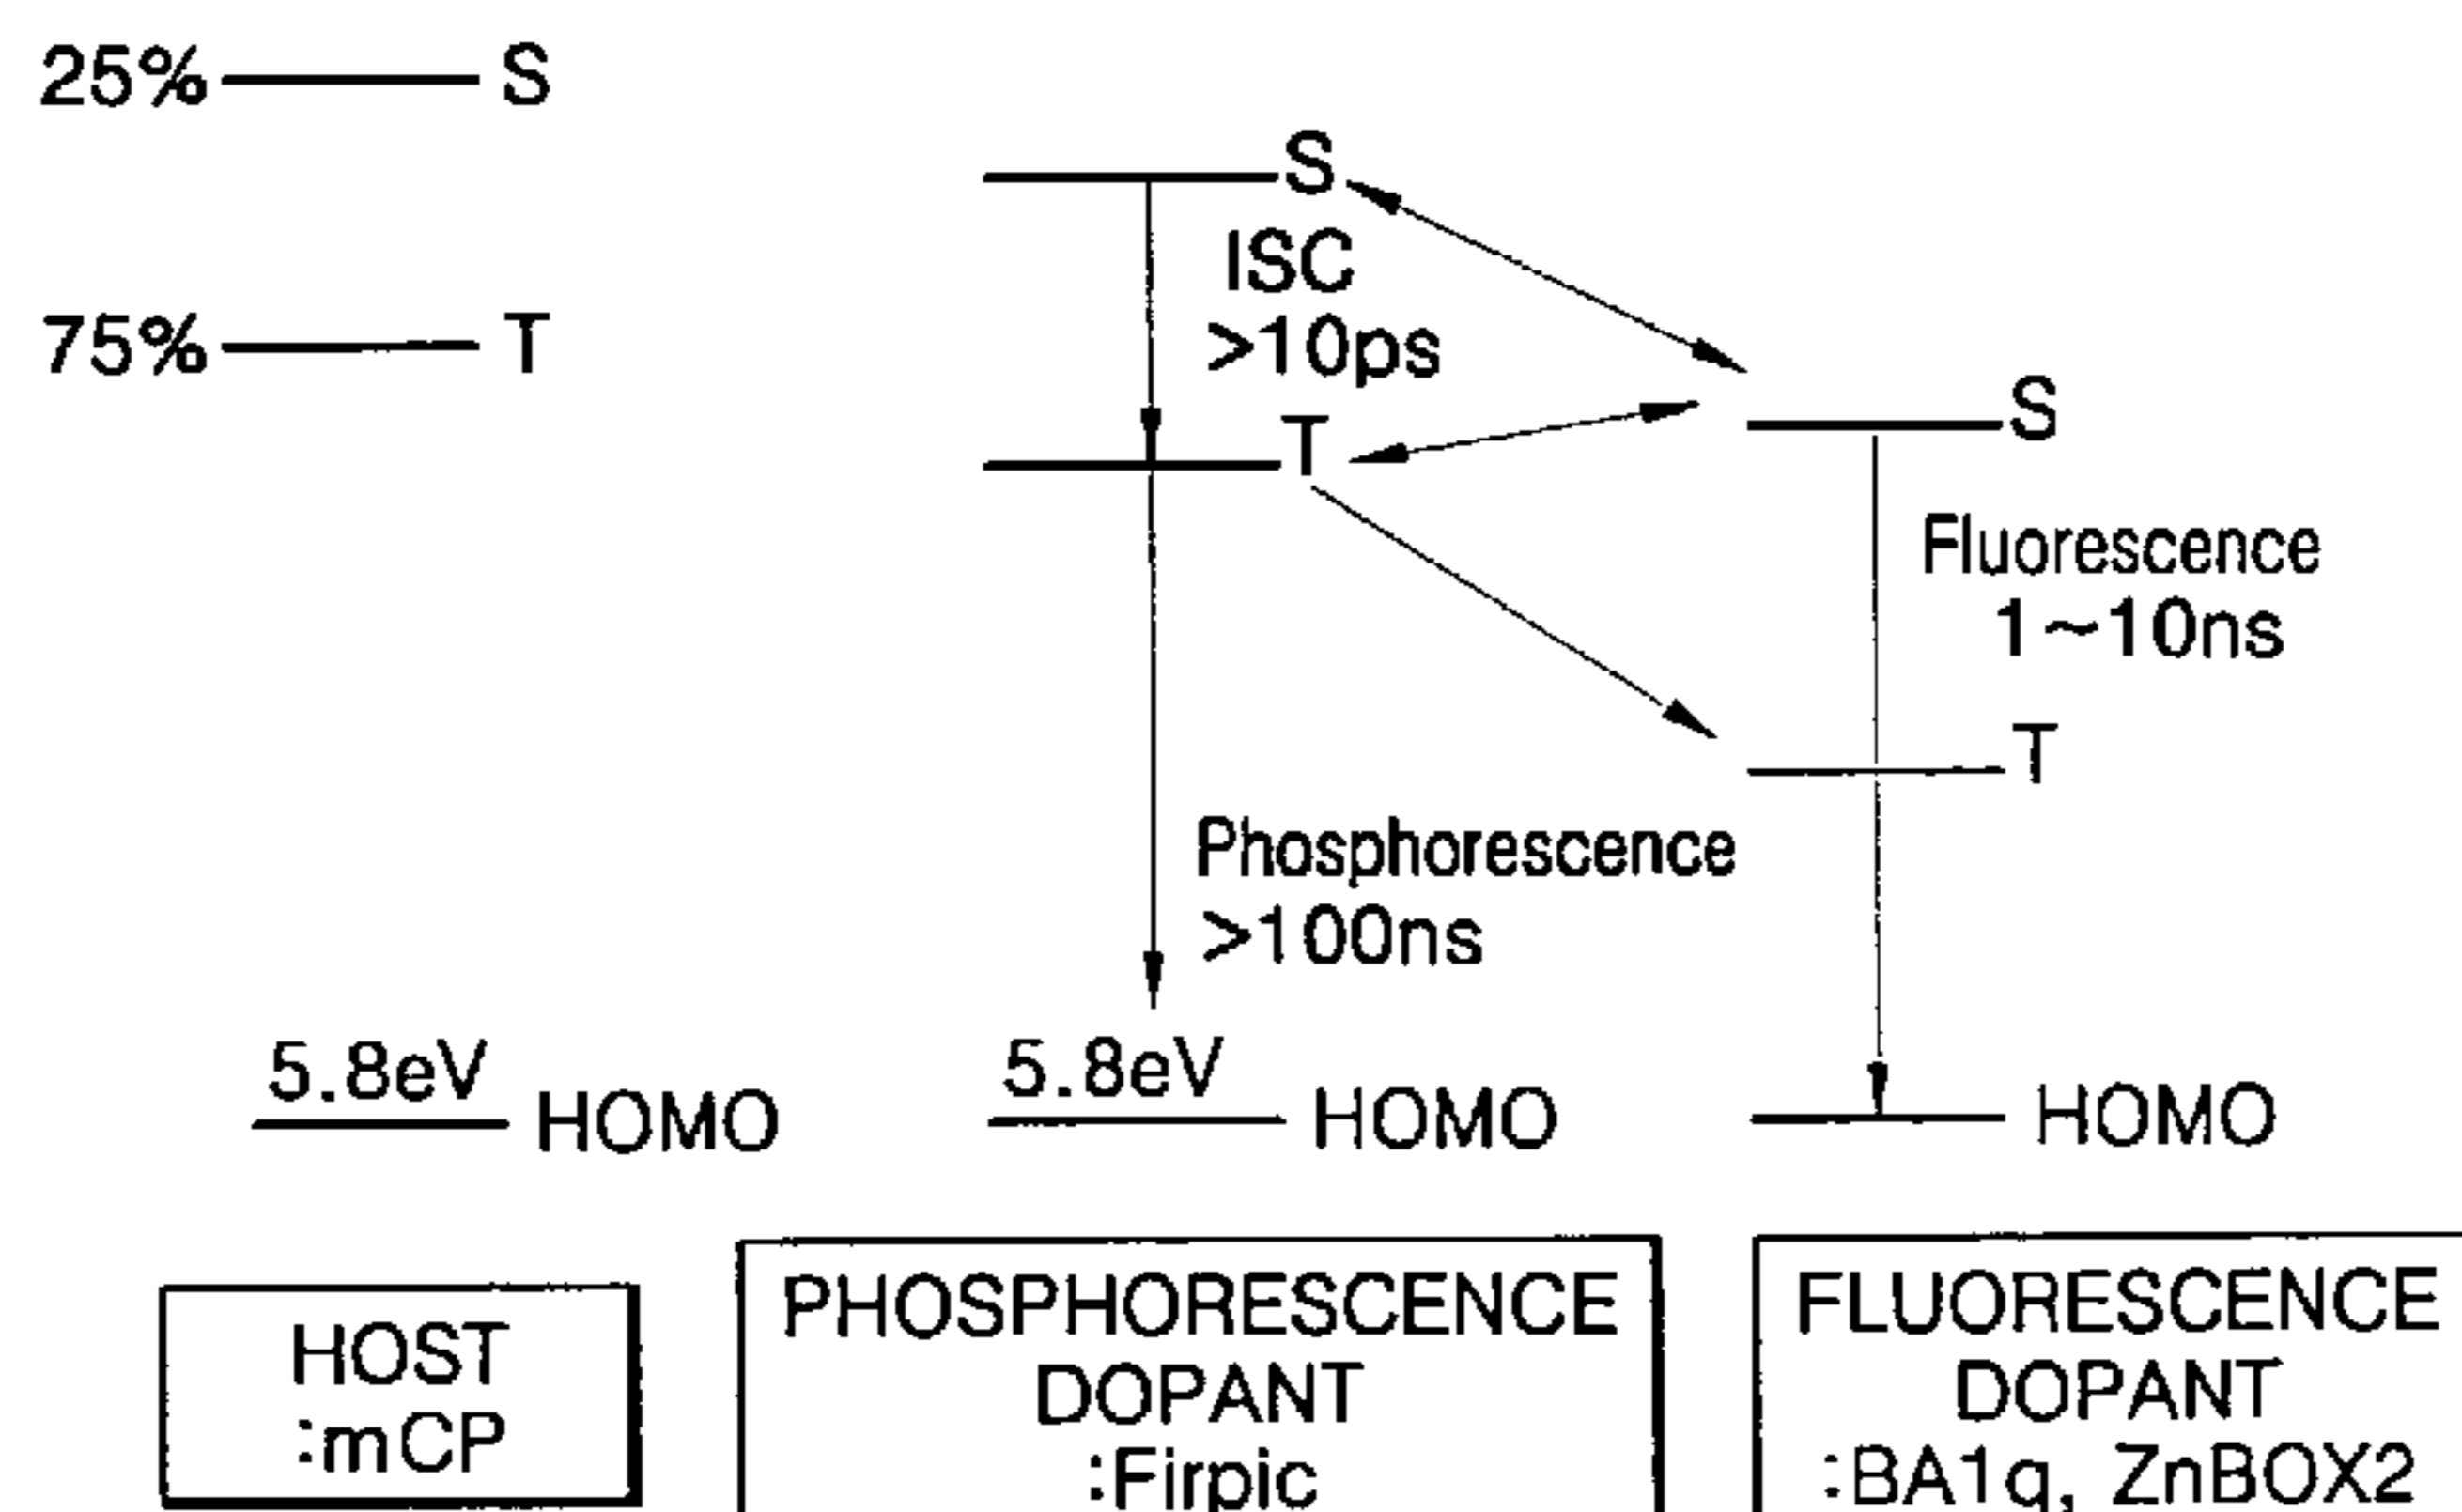 25% S
S
ISC
>10ps
75% T
T
S
Fluorescence
1~10ns
T
Phosphorescence
>100ns
5.8eV
HOMO
5.8eV
HOMO
HOMO
HOST
:mCP
PHOSPHORESCENCE
DOPANT
:Firpic
FLUORESCENCE
DOPANT
:BA1q, ZnBOX2